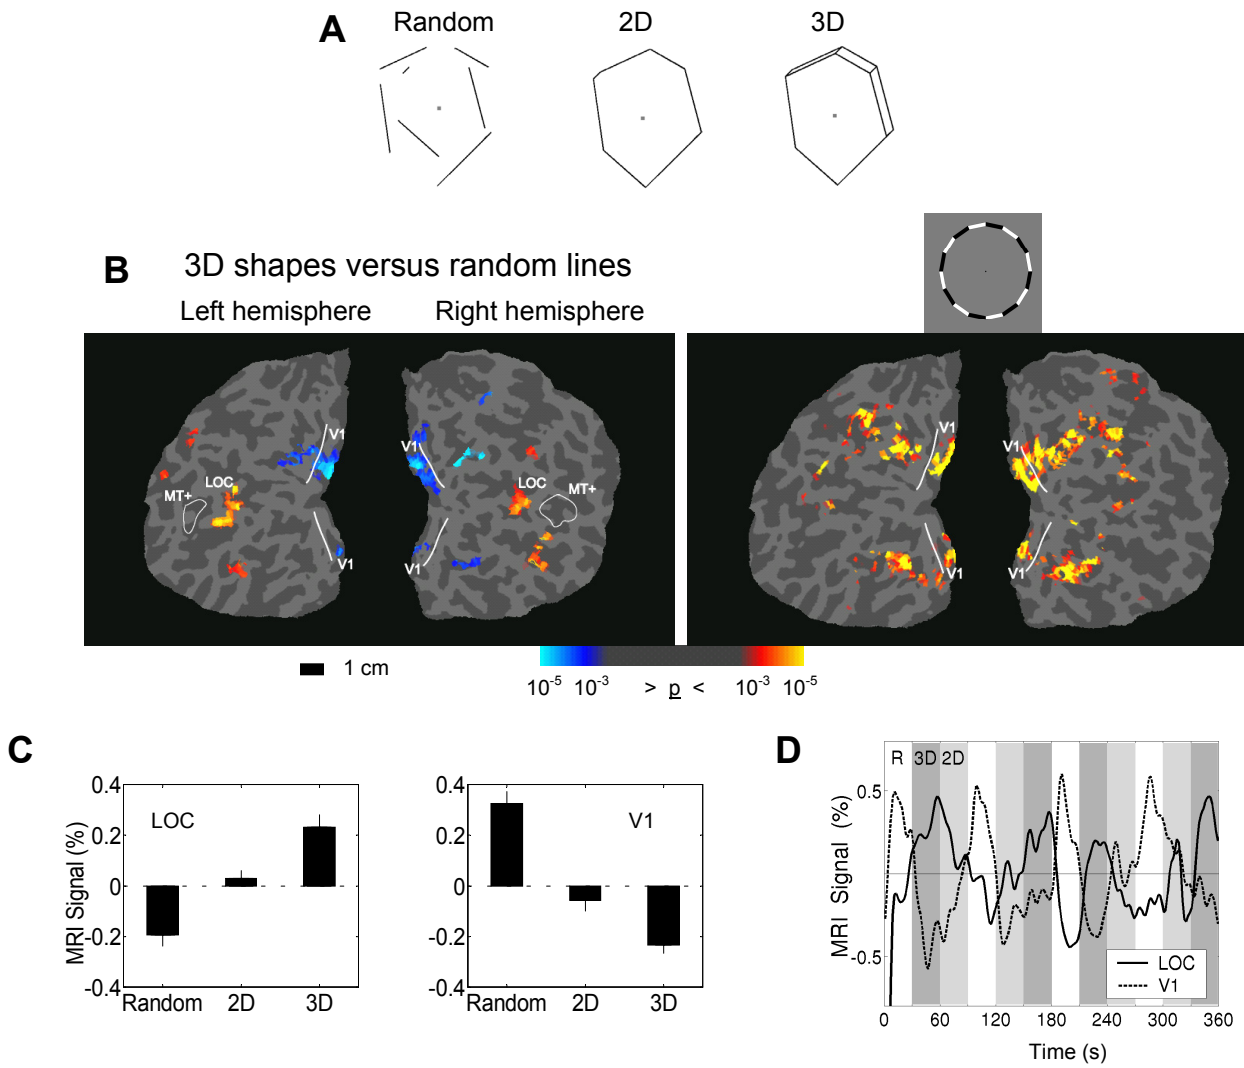 A
Random
2D
3D
B
3D shapes versus random lines
Left hemisphere
Right hemisphere
V1
V1
LOC
MT+
LOC
MT+
V1
V1
V1
V1
V1
V1
1 cm
10-5 10-3 > p < 10-3 10-5
C
MRI Signal (%)
0.4
0.2
0
-0.2
-0.4
LOC
Random 2D 3D
0.4
0.2
0
-0.2
-0.4
V1
Random 2D 3D
D
MRI Signal (%)
0.5
-0.5
R 3D 2D
LOC
V1
0 60 120 180 240 300 360
Time (s)